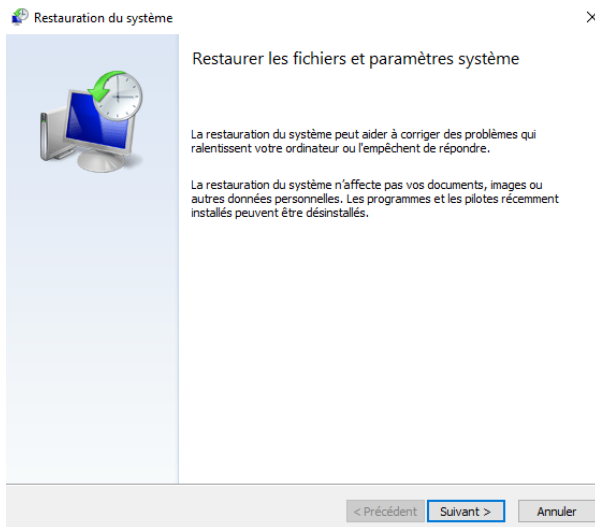 Restauration du système
Restaurer les fichiers et paramètres système
La restauration du système peut aider à corriger des problèmes qui
ralentissent votre ordinateur ou l'empêchent de répondre.
La restauration du système n'affecte pas vos documents, images ou
autres données personnelles. Les programmes et les pilotes récemment
installés peuvent être désinstallés.
< Précédent Suivant > Annuler